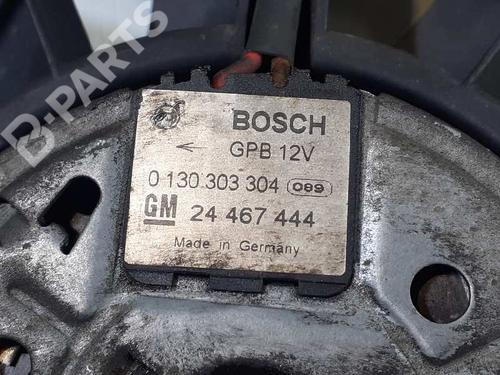 B-PARTS
BOSCH
← GPB 12V
0 130 303 304 089
GM 24 467 444
Made in Germany